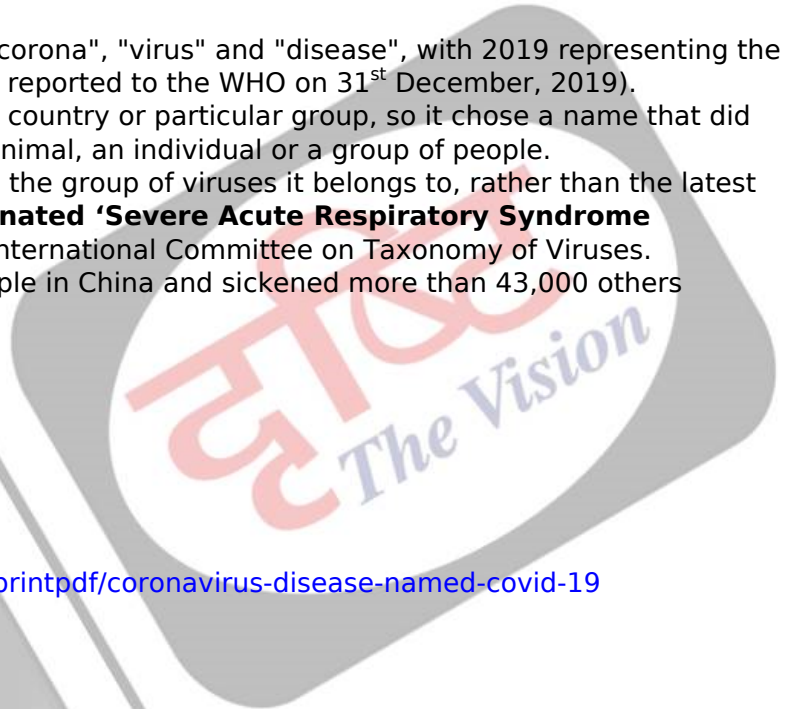 corona", "virus" and "disease", with 2019 representing the
reported to the WHO on 31st December, 2019).
country or particular group, so it chose a name that did
nimal, an individual or a group of people.
the group of viruses it belongs to, rather than the latest
nated ‘Severe Acute Respiratory Syndrome
nternational Committee on Taxonomy of Viruses.
ple in China and sickened more than 43,000 others
दृष्टि
The Vision
printpdf/coronavirus-disease-named-covid-19